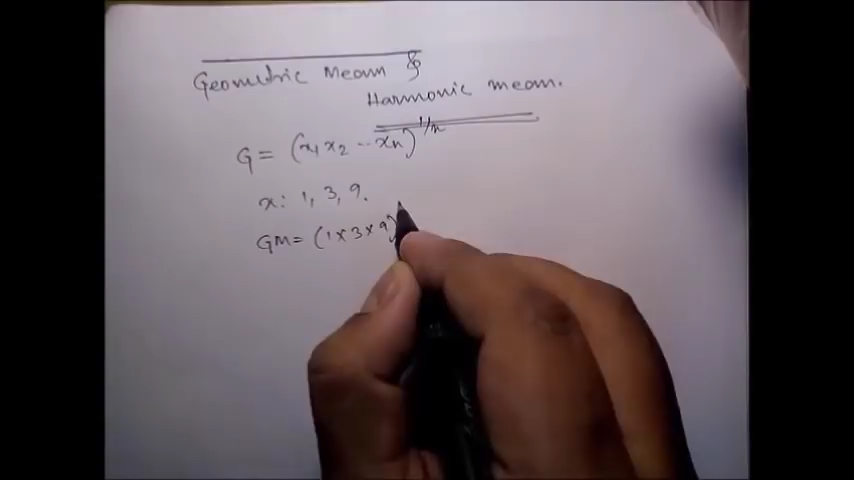 Geometric Mean &
Harmonic mean.
G = (x₁ x₂ -- xn)^1/n
x: 1, 3, 9.
GM = (1 × 3 × 9)